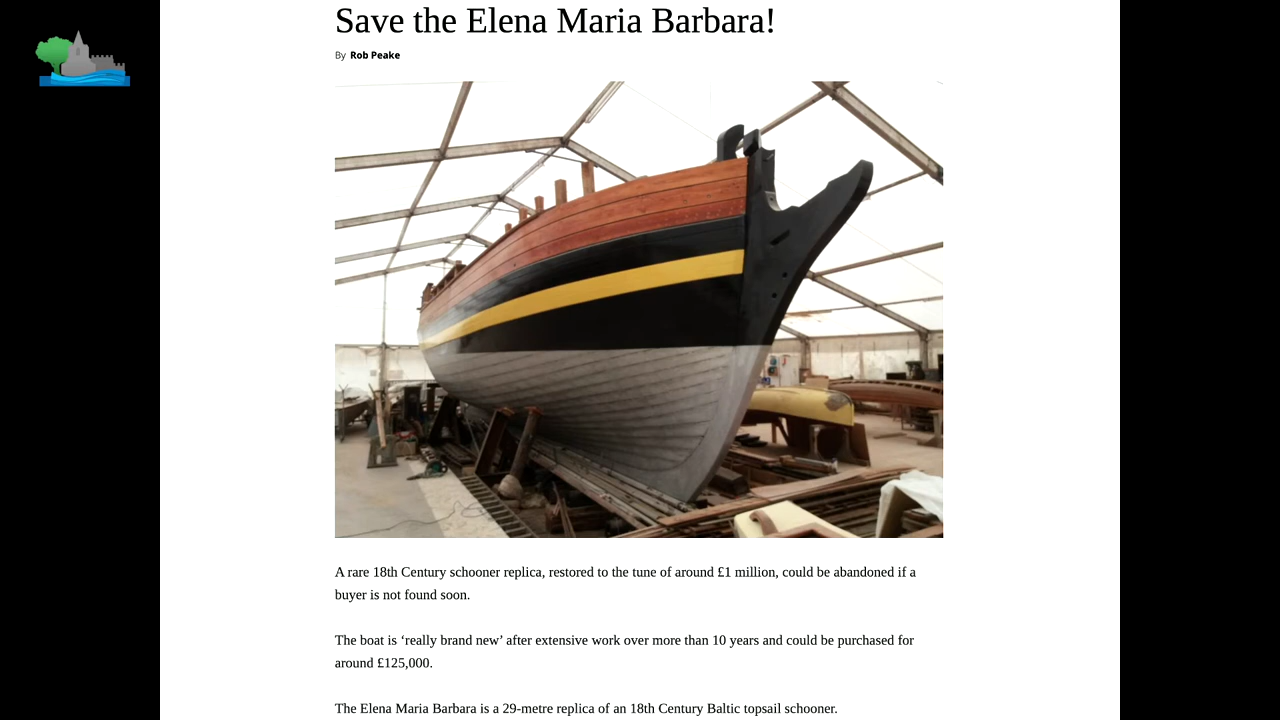 Save the Elena Maria Barbara!
By Rob Peake
A rare 18th Century schooner replica, restored to the tune of around £1 million, could be abandoned if a
buyer is not found soon.
The boat is ‘really brand new’ after extensive work over more than 10 years and could be purchased for
around £125,000.
The Elena Maria Barbara is a 29-metre replica of an 18th Century Baltic topsail schooner.